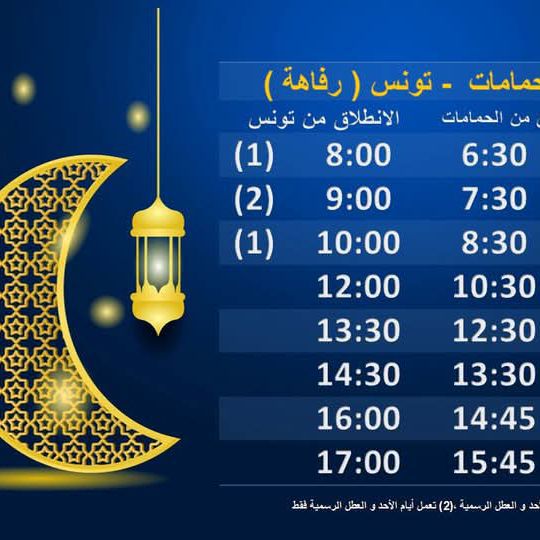 حمامات - تونس ( رفاهة )
من الحمامات الانطلاق من تونس
6:30 8:00 (1)
7:30 9:00 (2)
8:30 10:00 (1)
10:30 12:00
12:30 13:30
13:30 14:30
14:45 16:00
15:45 17:00
و العطل الرسمية ،(2) تعمل أيام الأحد و العطل الرسمية فقط